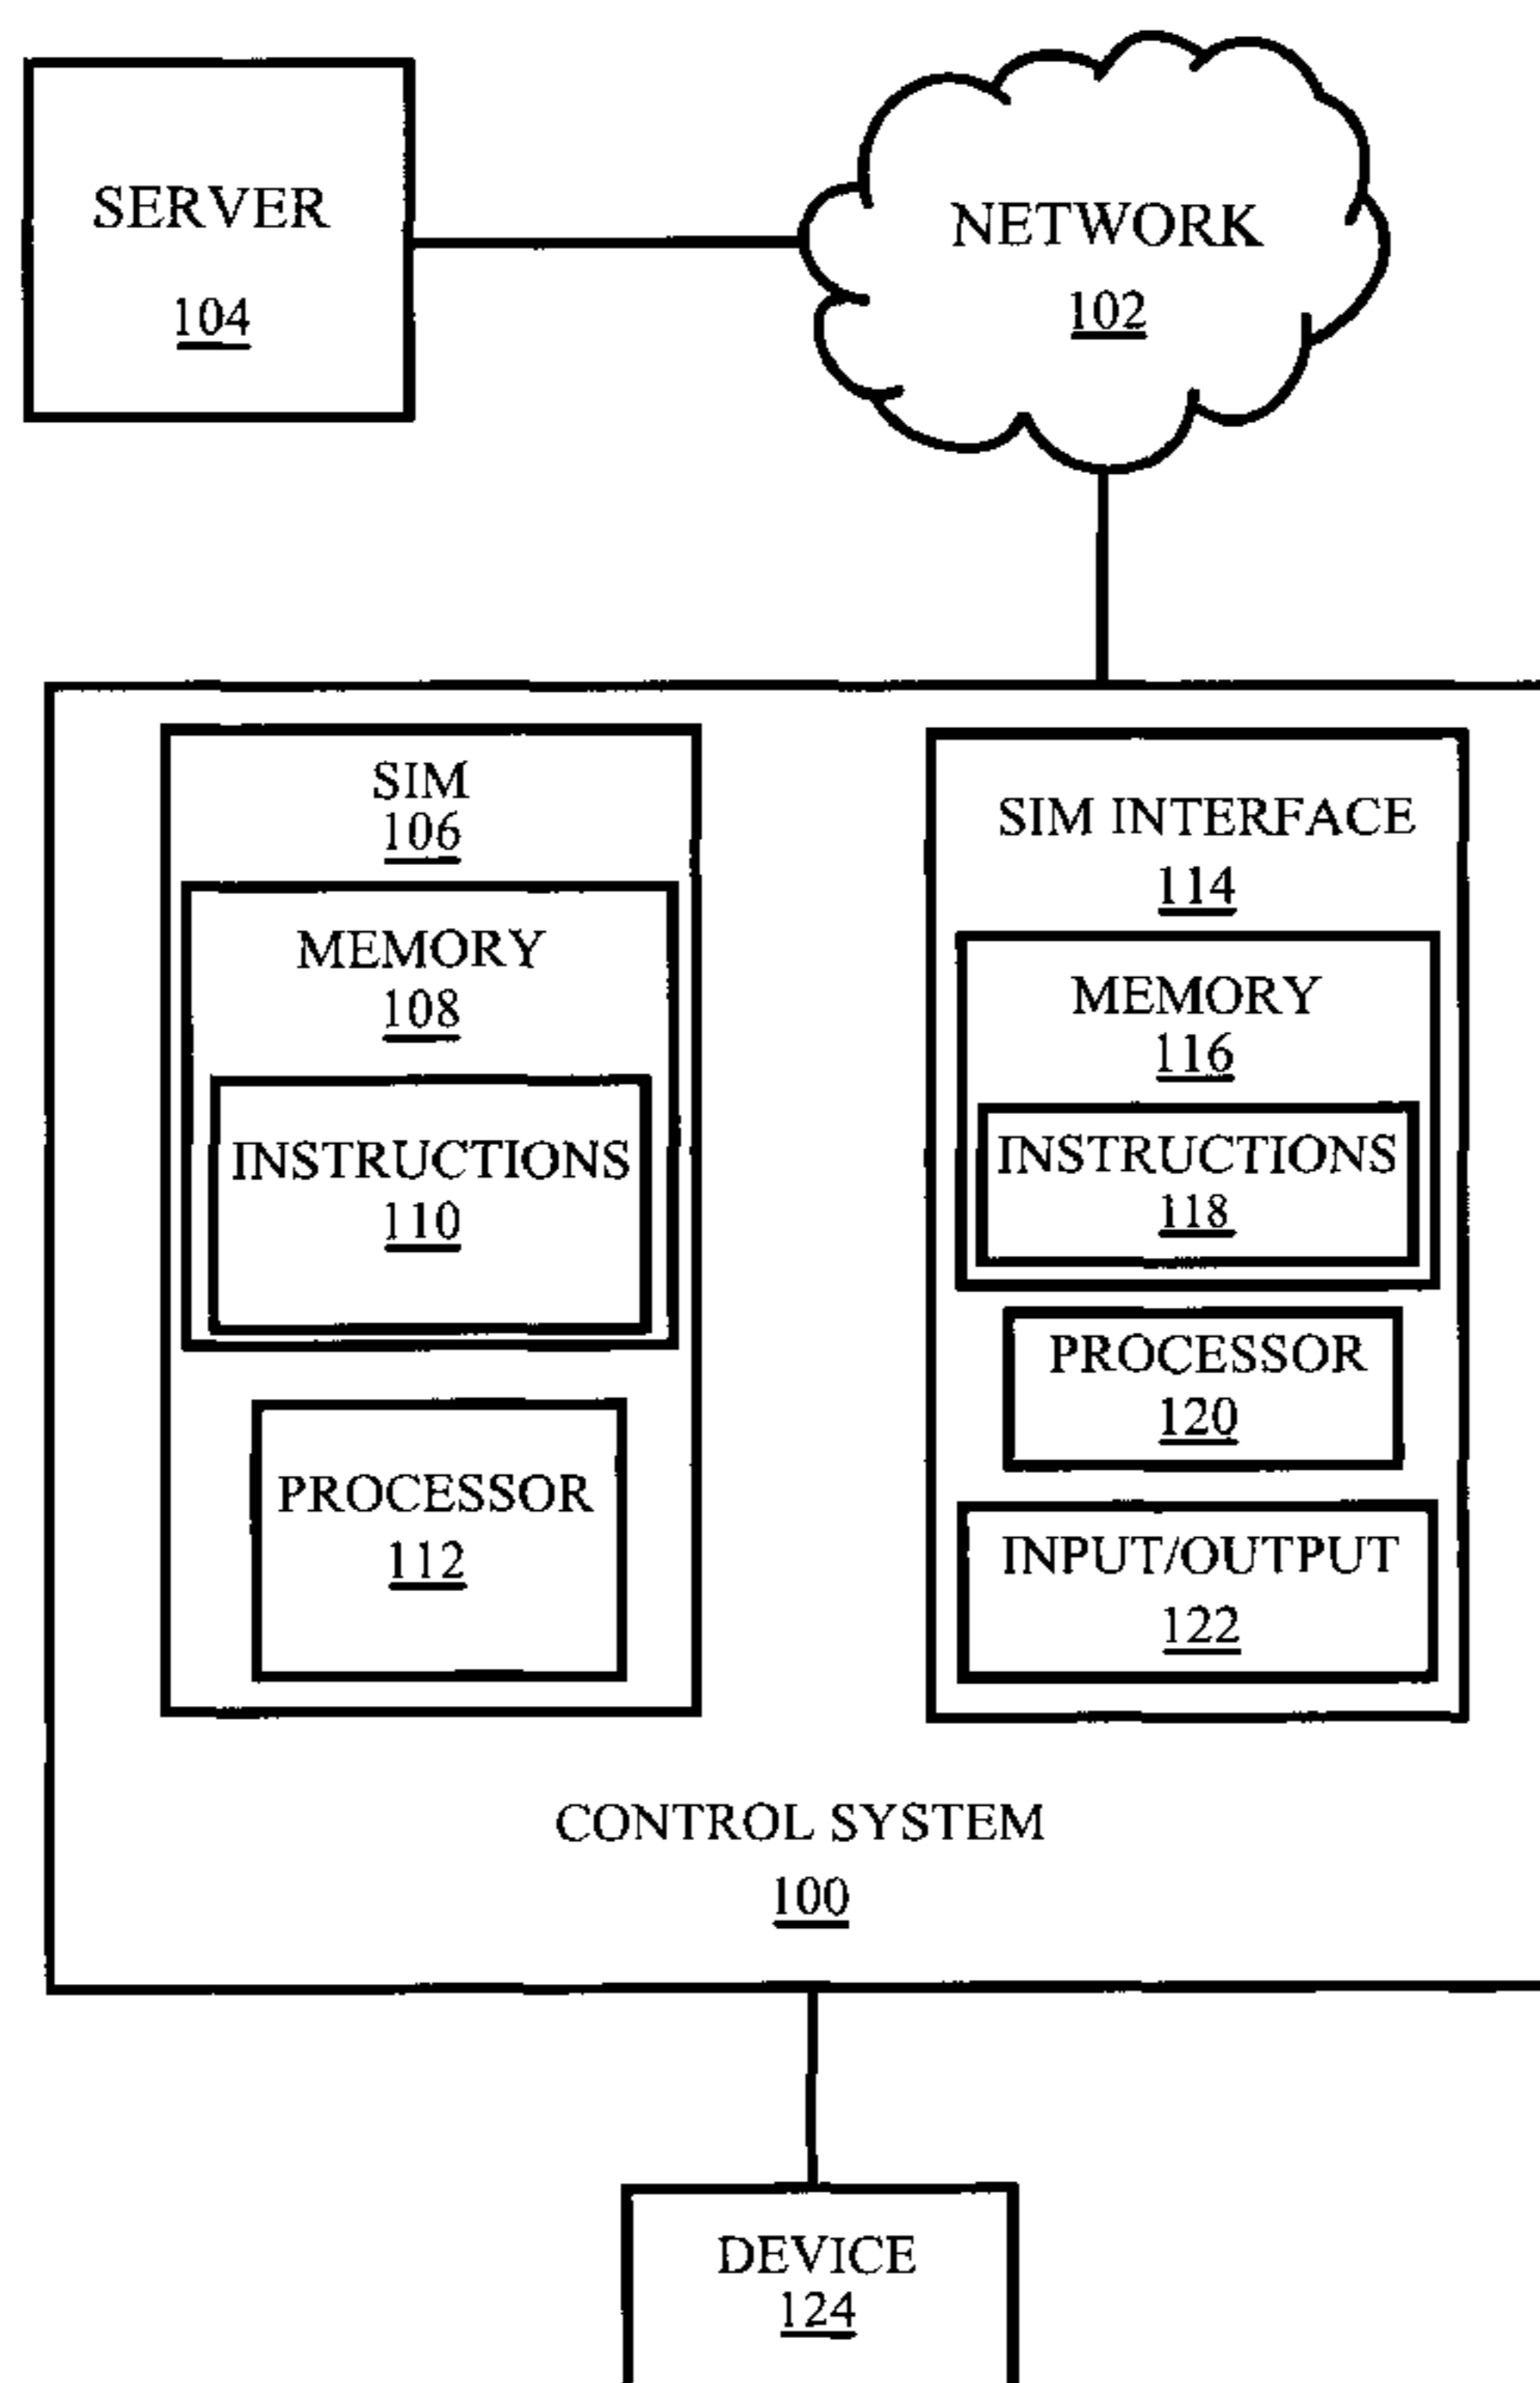 SERVER
104
NETWORK
102
SIM
106
MEMORY
108
INSTRUCTIONS
110
PROCESSOR
112
SIM INTERFACE
114
MEMORY
116
INSTRUCTIONS
118
PROCESSOR
120
INPUT/OUTPUT
122
CONTROL SYSTEM
100
DEVICE
124